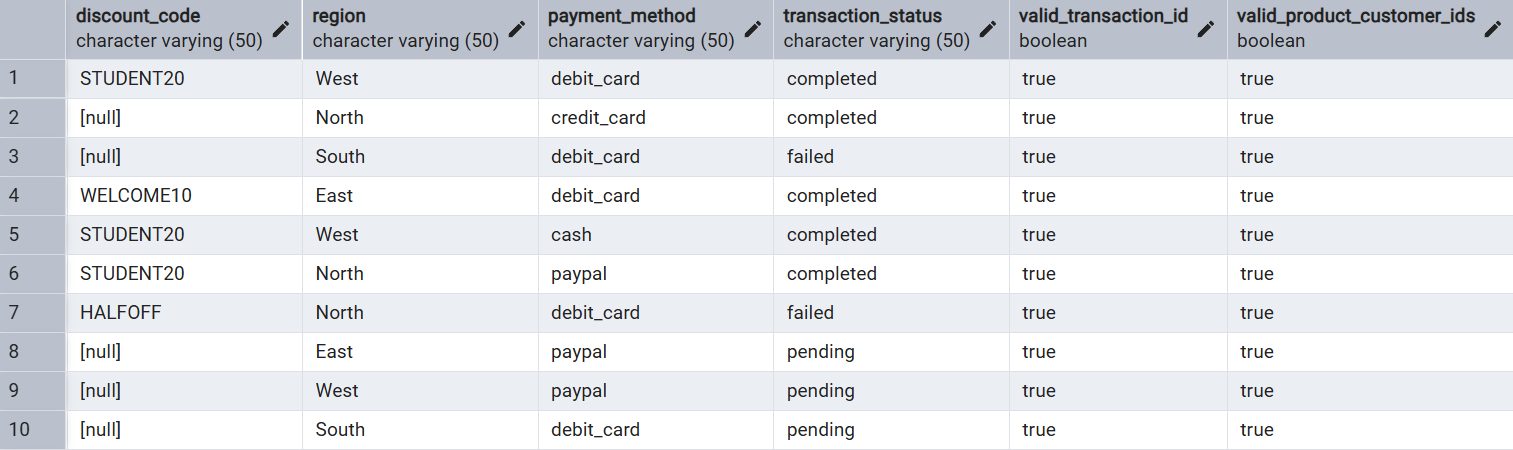 discount_code region payment_method transaction_status valid_transaction_id valid_product_customer_ids
character varying (50) character varying (50) character varying (50) character varying (50) boolean boolean
1 STUDENT20 West debit_card completed true true
2 [null] North credit_card completed true true
3 [null] South debit_card failed true true
4 WELCOME10 East debit_card completed true true
5 STUDENT20 West cash completed true true
6 STUDENT20 North paypal completed true true
7 HALFOFF North debit_card failed true true
8 [null] East paypal pending true true
9 [null] West paypal pending true true
10 [null] South debit_card pending true true